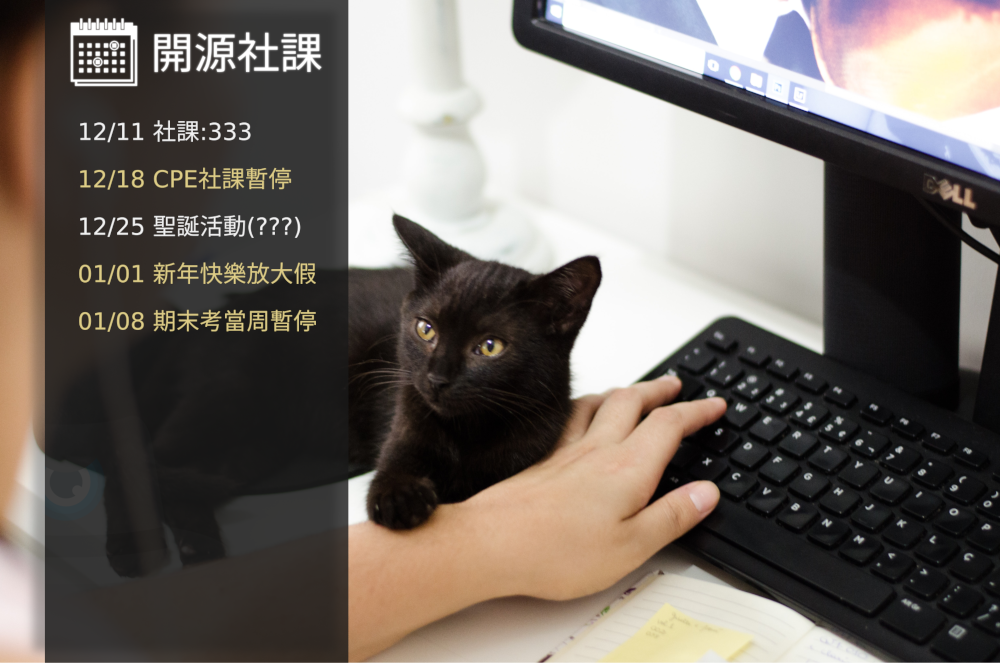 開源社課
12/11 社課:333
12/18 CPE社課暫停
12/25 聖誕活動(???)
01/01 新年快樂放大假
01/08 期末考當周暫停
DELL